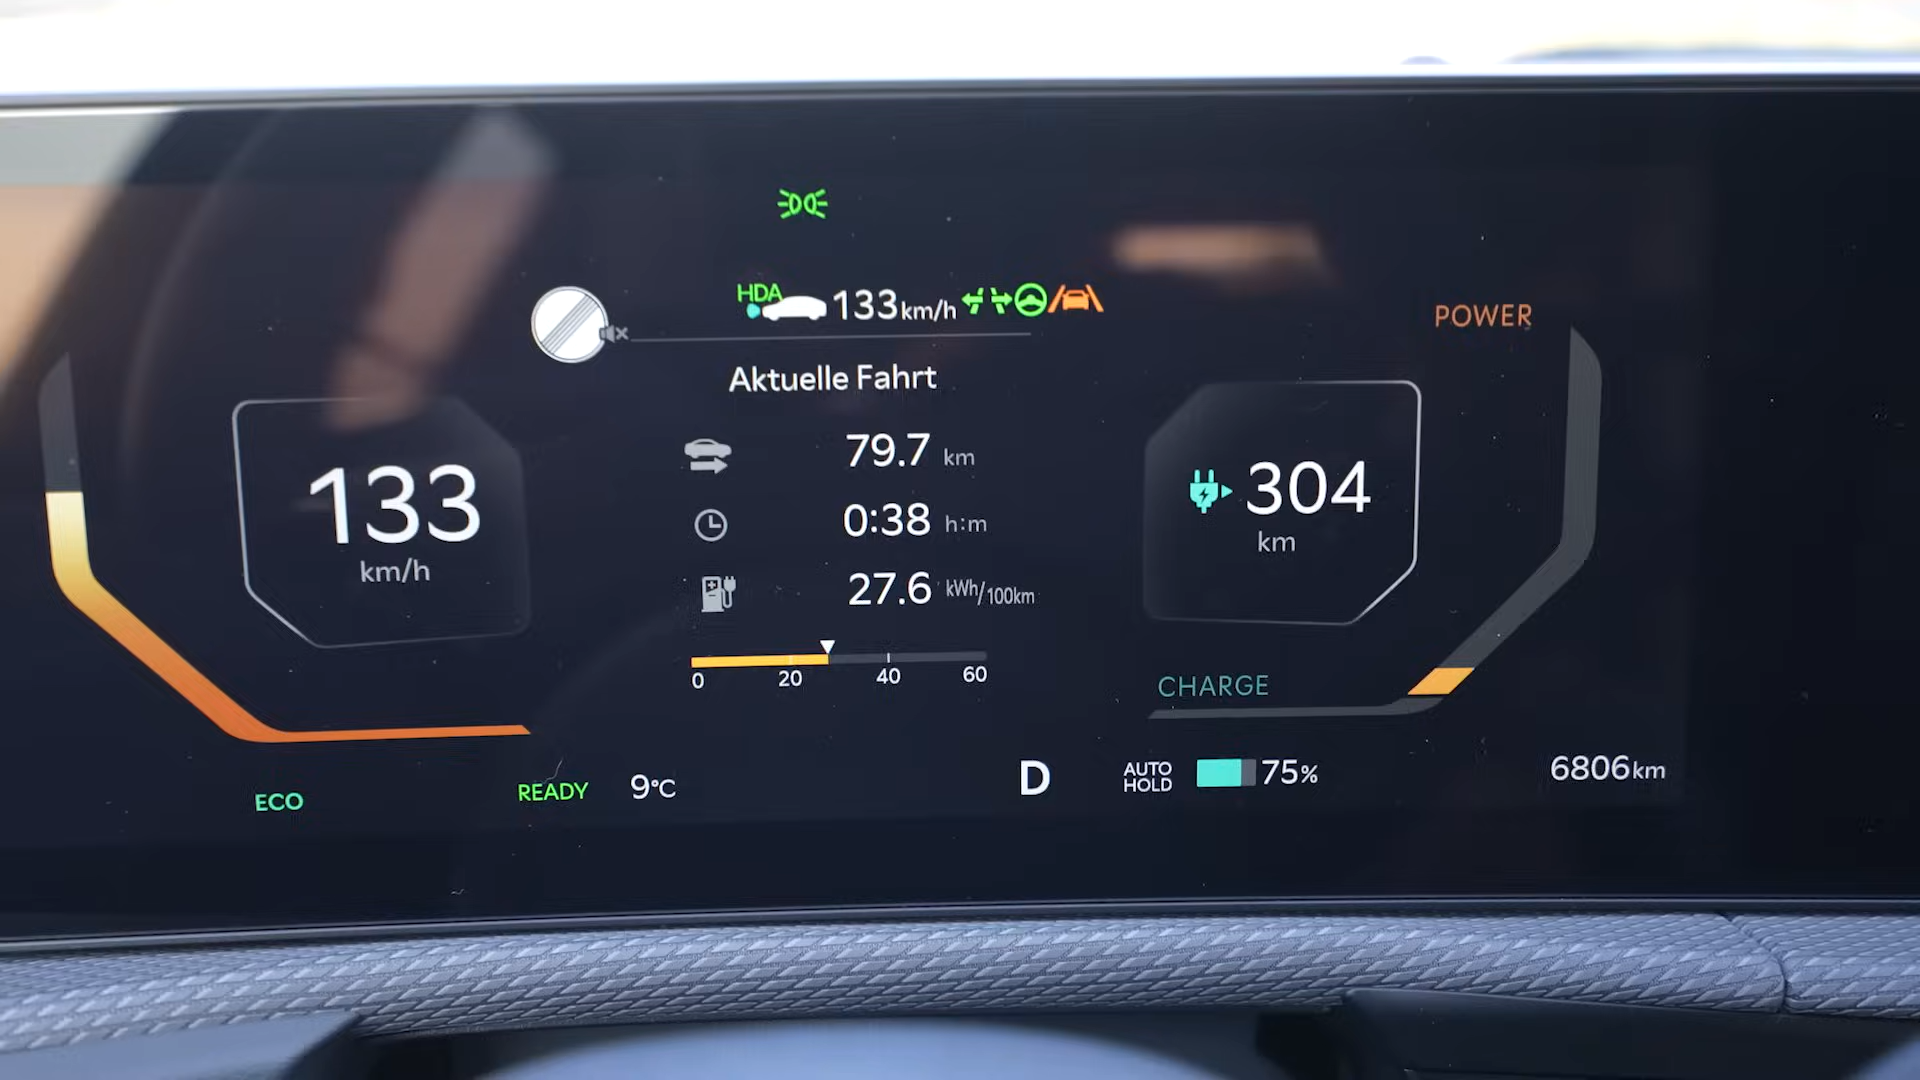 HDA 133 km/h
POWER
Aktuelle Fahrt
79.7 km
133
km/h
0:38 h:m
304
km
27.6 kWh/100km
0 20 40 60
CHARGE
ECO
READY
9°C
D
AUTO
HOLD
75%
6806 km